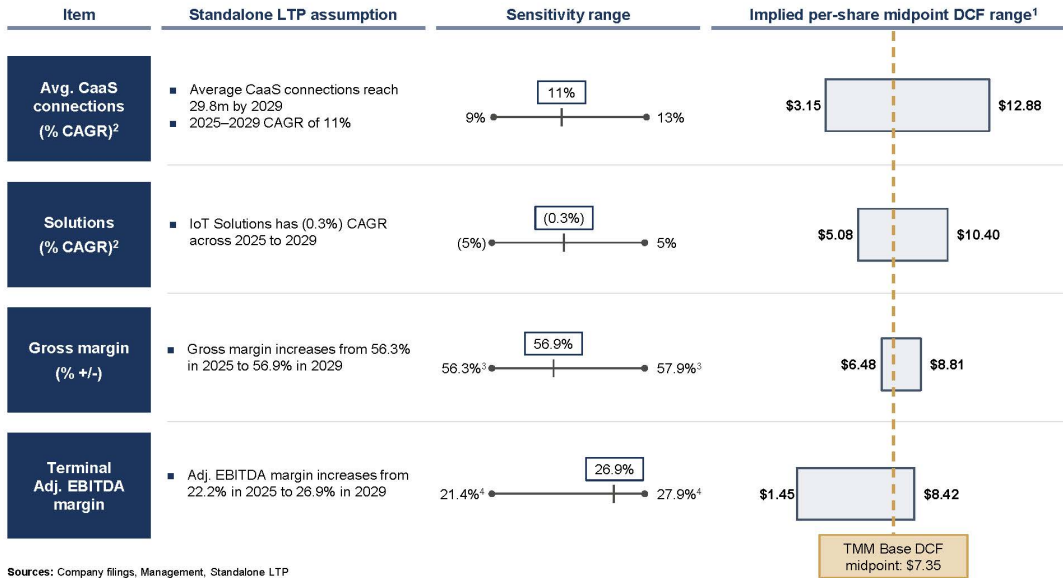 Item
Standalone LTP assumption
Sensitivity range
Implied per-share midpoint DCF range¹
Avg. CaaS
connections
(% CAGR)²
■ Average CaaS connections reach
29.8m by 2029
■ 2025–2029 CAGR of 11%
11%
9%
13%
$3.15
$12.88
Solutions
(% CAGR)²
■ IoT Solutions has (0.3%) CAGR
across 2025 to 2029
(0.3%)
(5%)
5%
$5.08
$10.40
Gross margin
(% +/-)
■ Gross margin increases from 56.3%
in 2025 to 56.9% in 2029
56.9%
56.3%³
57.9%³
$6.48
$8.81
Terminal
Adj. EBITDA
margin
■ Adj. EBITDA margin increases from
22.2% in 2025 to 26.9% in 2029
26.9%
21.4%⁴
27.9%⁴
$1.45
$8.42
TMM Base DCF
midpoint: $7.35
Sources: Company filings, Management, Standalone LTP